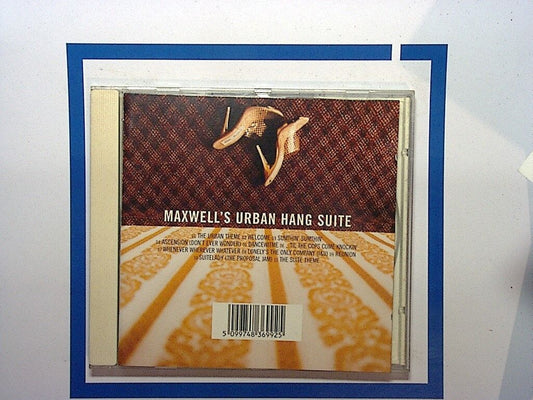 MAXWELL'S URBAN HANG SUITE
01 THE URBAN THEME 02 WELCOME 03 SUMTHIN' SUMTHIN'
04 ASCENSION (DON'T EVER WONDER) 05 DANCEWITME 06 ...TIL THE COPS COME KNOCKIN'
07 WHENEVER WHEREVER WHATEVER 08 LONELY'S THE ONLY COMPANY (I&II) 09 REUNION
10 SUITELADY (THE PROPOSAL JAM) 11 THE SUITE THEME
5 099748 369925